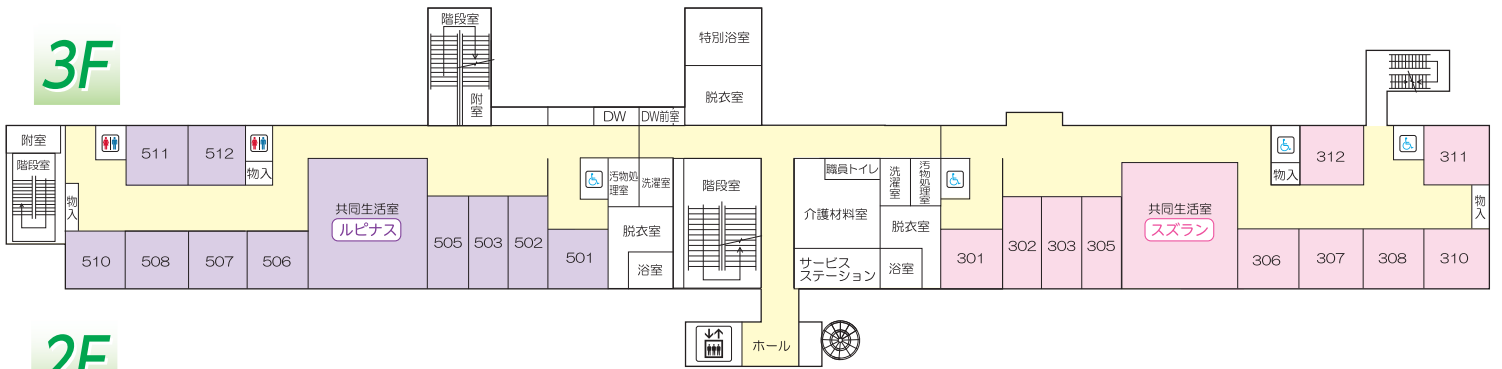 3F
階段室
附室
特別浴室
脱衣室
DW
DW前室
附室
階段室
物入
511
512
物入
510
508
507
506
共同生活室
ルピナス
505
503
502
501
汚物処
理室
洗濯室
脱衣室
浴室
階段室
職員トイレ
介護材料室
洗濯室
汚物処理室
脱衣室
サービス
ステーション
浴室
301
302
303
305
共同生活室
スズラン
306
307
308
310
物入
312
311
物入
ホール
2F